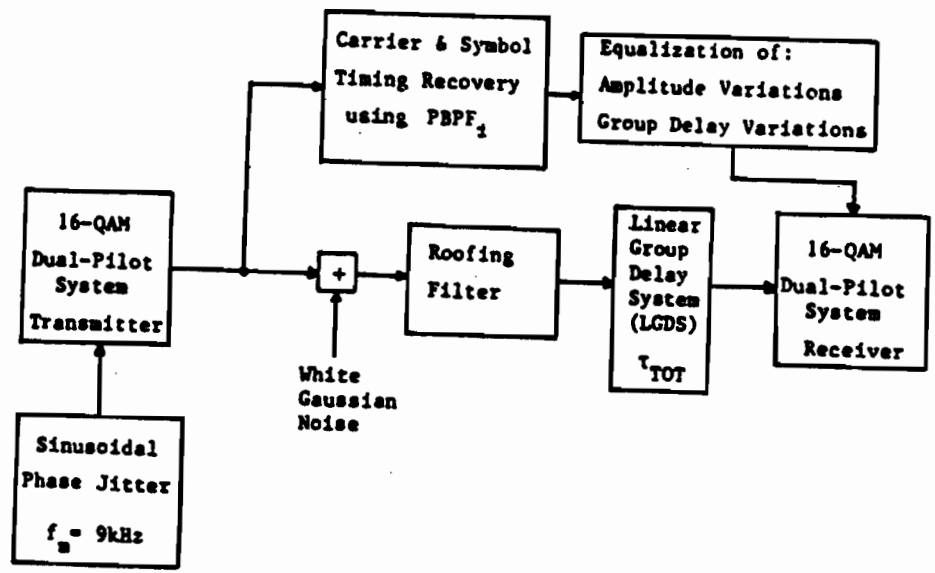 Carrier & Symbol
Timing Recovery
using PBPF₁
Equalization of:
Amplitude Variations
Group Delay Variations
16-QAM
Dual-Pilot
System
Transmitter
+
Roofing
Filter
Linear
Group
Delay
System
(LGDS)
τTOT
16-QAM
Dual-Pilot
System
Receiver
White
Gaussian
Noise
Sinusoidal
Phase Jitter
fm= 9kHz